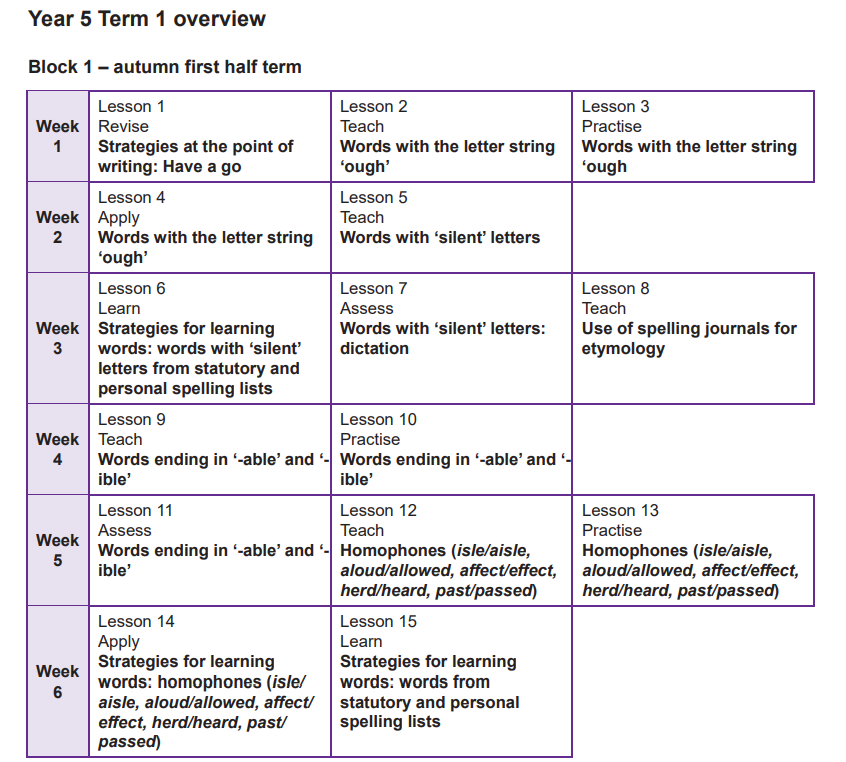 Year 5 Term 1 overview
Block 1 – autumn first half term
Week
1
Lesson 1
Revise
Strategies at the point of
writing: Have a go
Lesson 2
Teach
Words with the letter string
‘ough’
Lesson 3
Practise
Words with the letter string
‘ough
Week
2
Lesson 4
Apply
Words with the letter string
‘ough’
Lesson 5
Teach
Words with ‘silent’ letters
Week
3
Lesson 6
Learn
Strategies for learning
words: words with ‘silent’
letters from statutory and
personal spelling lists
Lesson 7
Assess
Words with ‘silent’ letters:
dictation
Lesson 8
Teach
Use of spelling journals for
etymology
Week
4
Lesson 9
Teach
Words ending in ‘-able’ and ‘-
ible’
Lesson 10
Practise
Words ending in ‘-able’ and ‘-
ible’
Week
5
Lesson 11
Assess
Words ending in ‘-able’ and ‘-
ible’
Lesson 12
Teach
Homophones (isle/aisle,
aloud/allowed, affect/effect,
herd/heard, past/passed)
Lesson 13
Practise
Homophones (isle/aisle,
aloud/allowed, affect/effect,
herd/heard, past/passed)
Week
6
Lesson 14
Apply
Strategies for learning
words: homophones (isle/
aisle, aloud/allowed, affect/
effect, herd/heard, past/
passed)
Lesson 15
Learn
Strategies for learning
words: words from
statutory and personal
spelling lists